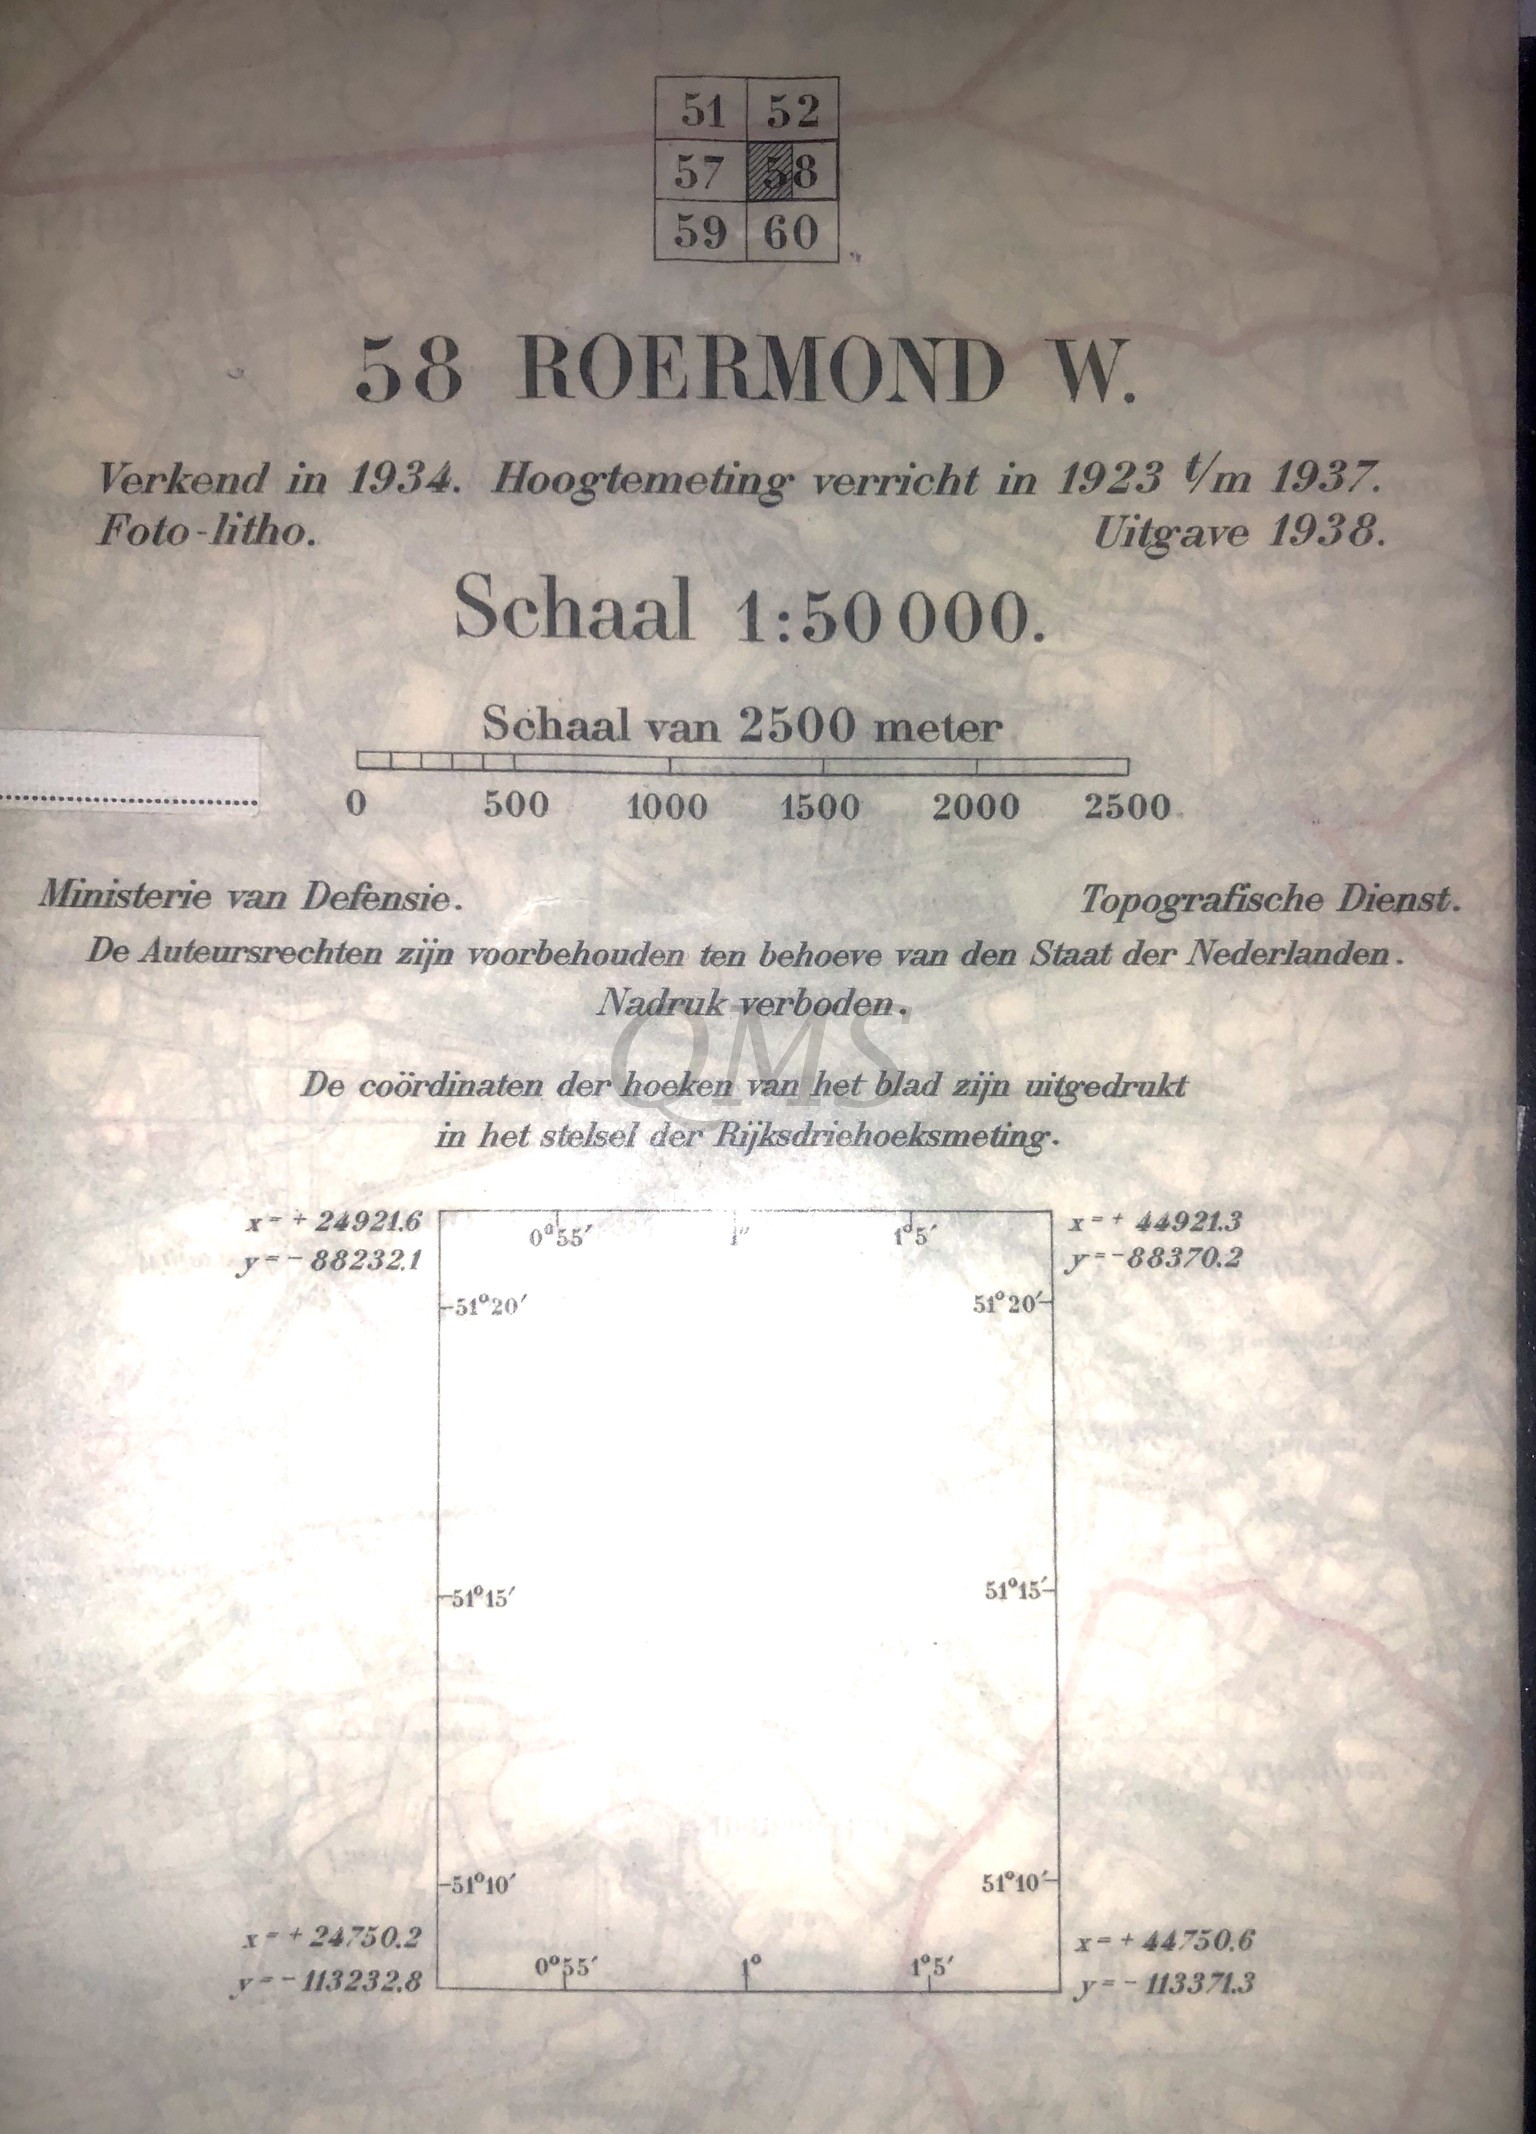 51 52
57 58
59 60
58 ROERMOND W.
Verkend in 1934. Hoogtemeting verricht in 1923 t/m 1937.
Foto-litho. Uitgave 1938.
Schaal 1:50 000.
Schaal van 2500 meter
0 500 1000 1500 2000 2500
Ministerie van Defensie. Topografische Dienst.
De Auteursrechten zijn voorbehouden ten behoeve van den Staat der Nederlanden.
Nadruk verboden.
QMS
De coördinaten der hoeken van het blad zijn uitgedrukt
in het stelsel der Rijksdriehoeksmeting.
x=+ 24921.6 x=+ 44921.3
0°55′ 1° 1°5′
y=- 88232.1 y=-88370.2
51°20′ 51°20′
51°15′ 51°15′
51°10′ 51°10′
x=+ 24750.2 x=+ 44750.6
0°55′ 1° 1°5′
y=- 113232.8 y=- 113371.3